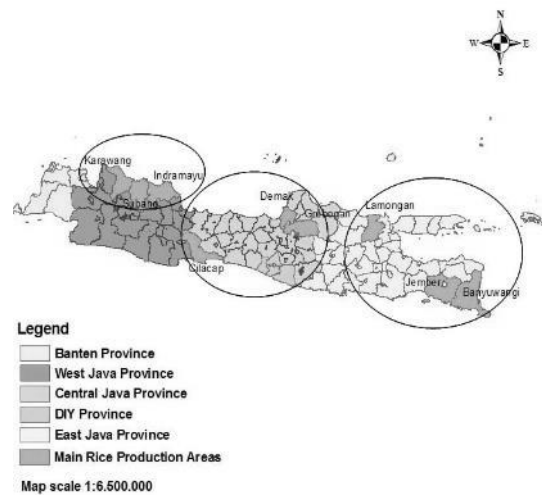 N
W E
S
Karawang
Indramayu
Subang
Demak
Grobogan
Lamongan
Cilacap
Jember
Banyuwangi
Legend
Banten Province
West Java Province
Central Java Province
DIY Province
East Java Province
Main Rice Production Areas
Map scale 1:6.500.000